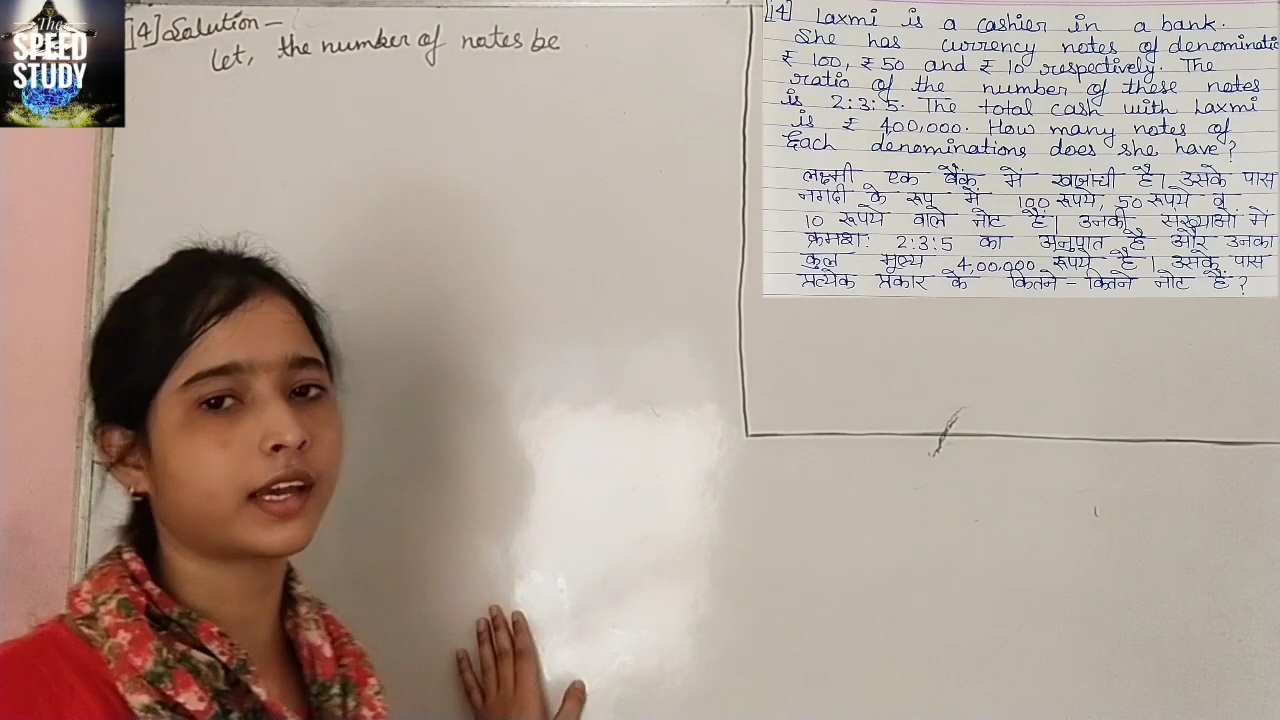 The
SPEED
STUDY
[14] Solution -
Let, the number of notes be
[14] Laxmi is a cashier in a bank.
She has currency notes of denominatio
₹ 100, ₹ 50 and ₹ 10 respectively. The
ratio of the number of these notes
is 2:3:5. The total cash with Laxmi
is ₹ 400,000. How many notes of
Each denominations does she have?
लक्ष्मी एक बैंक में खजांची है। उसके पास
नगदी के रूप में 100 रूपये, 50 रूपये व
10 रूपये वाले नोट है। उनकी संख्याओं में
क्रमशः 2:3:5 का अनुपात है और उनका
कुल मूल्य 4,00,000 रूपये है। उसके पास
प्रत्येक प्रकार के कितने-कितने नोट हैं?